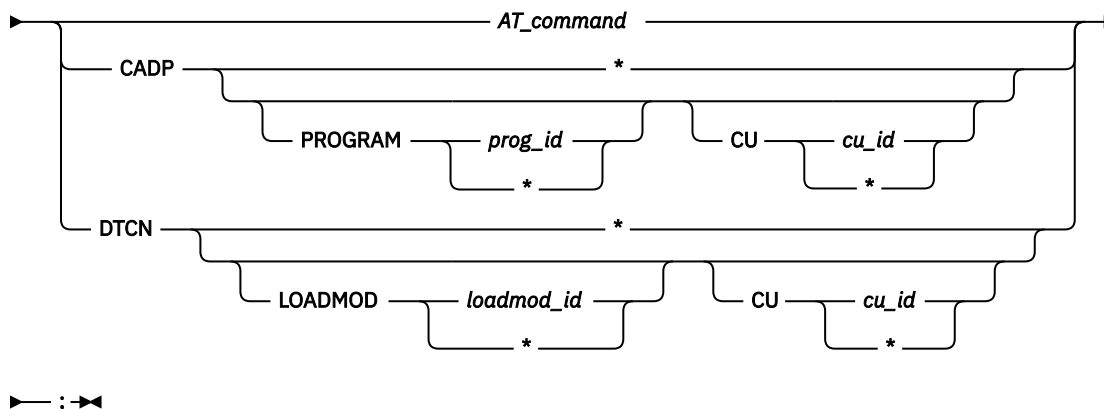 AT_command
CADP *
PROGRAM prog_id CU cu_id
* *
DTCN *
LOADMOD loadmod_id CU cu_id
* *
: